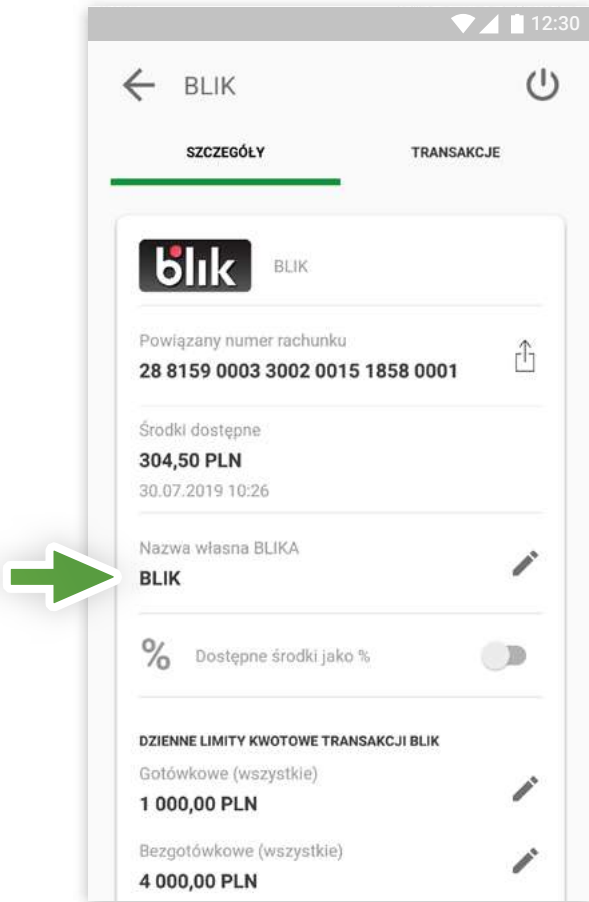 12:30
BLIK
SZCZEGÓŁY TRANSAKCJE
blik BLIK
Powiązany numer rachunku
28 8159 0003 3002 0015 1858 0001
Środki dostępne
304,50 PLN
30.07.2019 10:26
Nazwa własna BLIKA
BLIK
% Dostępne środki jako %
DZIENNE LIMITY KWOTOWE TRANSAKCJI BLIK
Gotówkowe (wszystkie)
1 000,00 PLN
Bezgotówkowe (wszystkie)
4 000,00 PLN